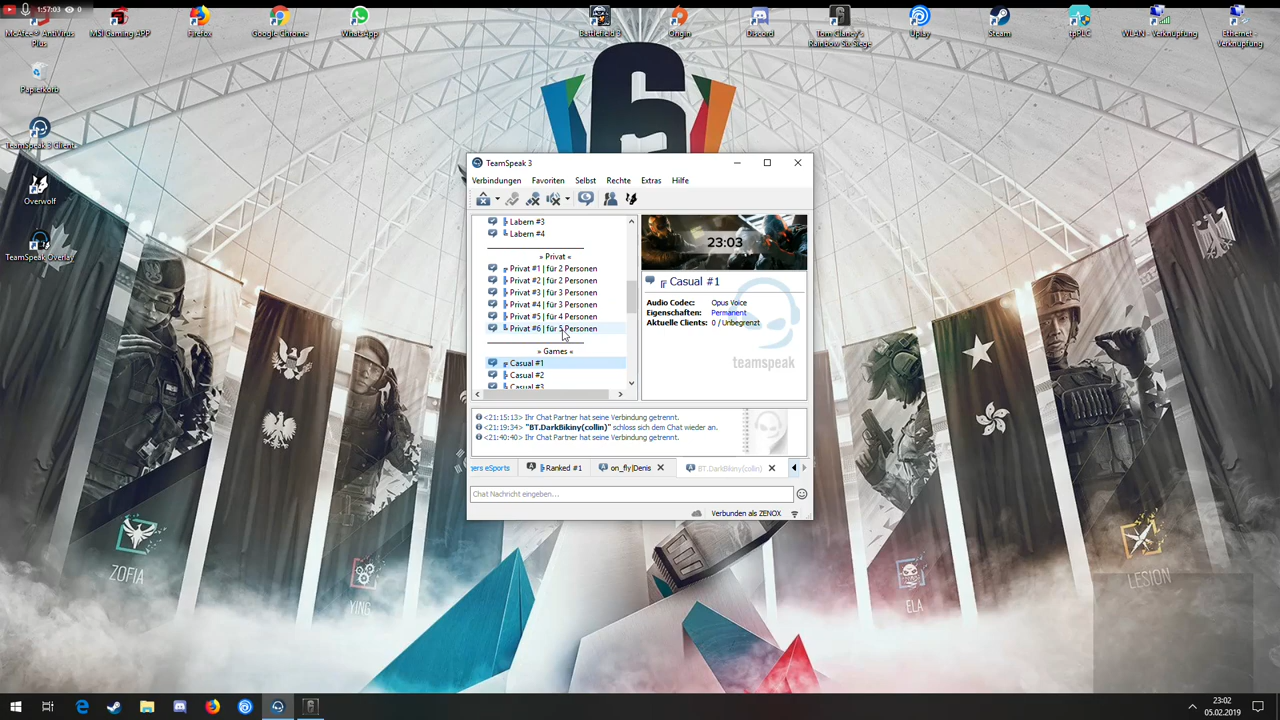 1:57:03 0
McAfee® AntiVirus Plus
MSI Gaming APP
Firefox
Google Chrome
WhatsApp
Battlefield 3
Origin
Discord
Tom Clancy's Rainbow Six Siege
Uplay
Steam
tpPLC
WLAN - Verknüpfung
Ethernet - Verknüpfung
Papierkorb
TeamSpeak 3 Client
Overwolf
TeamSpeak Overlay
6
TeamSpeak 3
Verbindungen Favoriten Selbst Rechte Extras Hilfe
Labern #3
Labern #4
» Privat «
Privat #1 | für 2 Personen
Privat #2 | für 2 Personen
Privat #3 | für 3 Personen
Privat #4 | für 3 Personen
Privat #5 | für 4 Personen
Privat #6 | für 5 Personen
» Games «
Casual #1
Casual #2
Casual #3
23:03
╔ Casual #1
Audio Codec: Opus Voice
Eigenschaften: Permanent
Aktuelle Clients: 0 / Unbegrenzt
teamspeak
<21:15:13> Ihr Chat Partner hat seine Verbindung getrennt.
<21:19:34> "BT.DarkBikiny(collin)" schloss sich dem Chat wieder an.
<21:40:40> Ihr Chat Partner hat seine Verbindung getrennt.
gers eSports
Ranked #1
on_fly|Denis
BT.DarkBikiny(collin)
Chat Nachricht eingeben...
Verbunden als ZENOX
ZOFIA
YING
ELA
LESION
23:02
05.02.2019